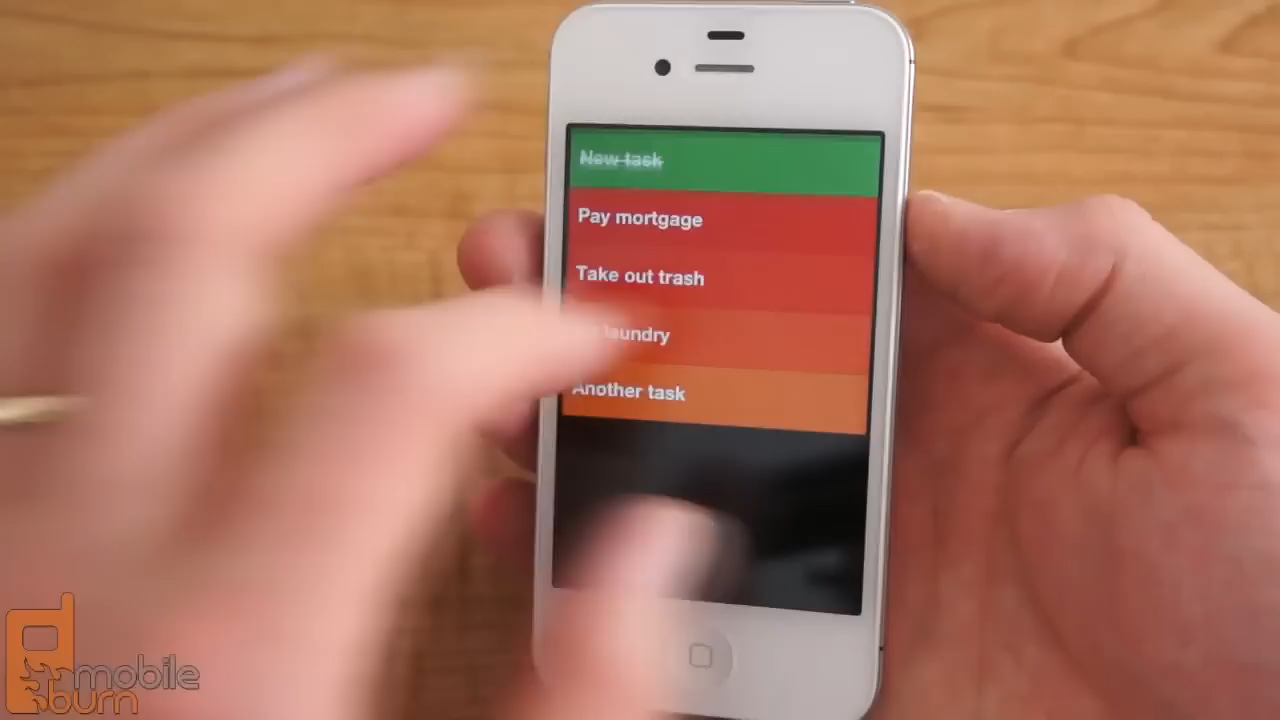 New task
Pay mortgage
Take out trash
laundry
Another task
mobile
burn